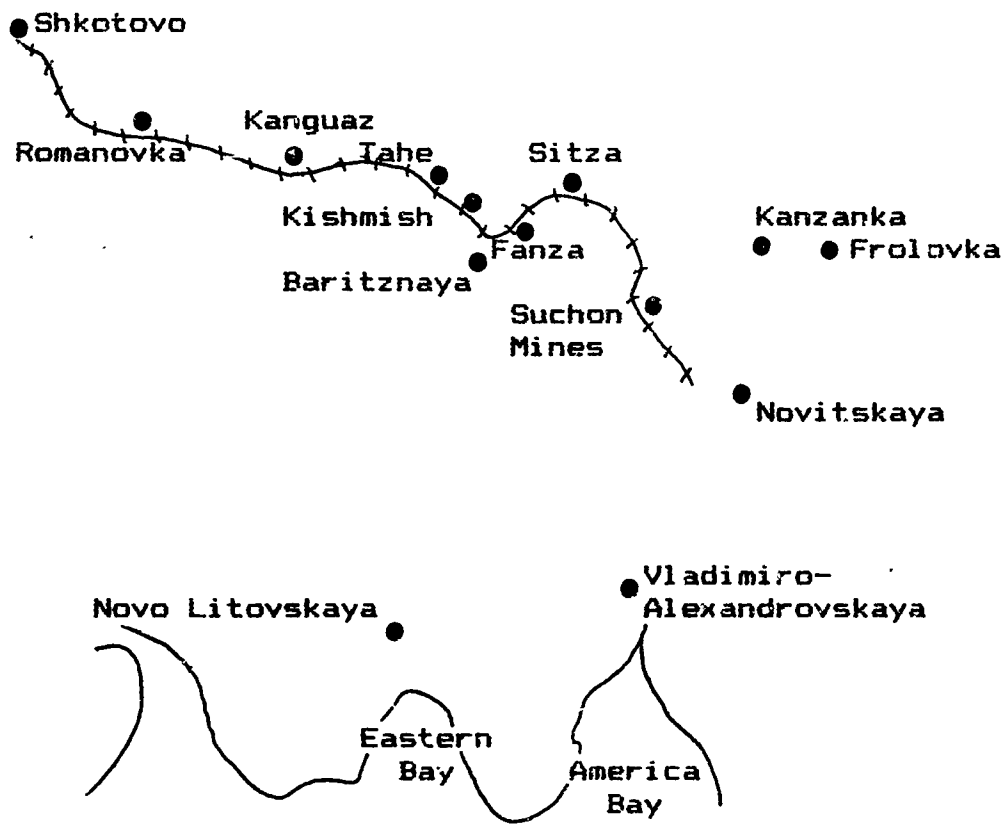 Shkotovo
Kanguaz
Romanovka
Tahe
Sitza
Kishmish
Kanzanka
Fanza
Frolovka
Baritznaya
Suchon
Mines
Novitskaya
Vladimiro-
Alexandrovskaya
Novo Litovskaya
Eastern
Bay
America
Bay